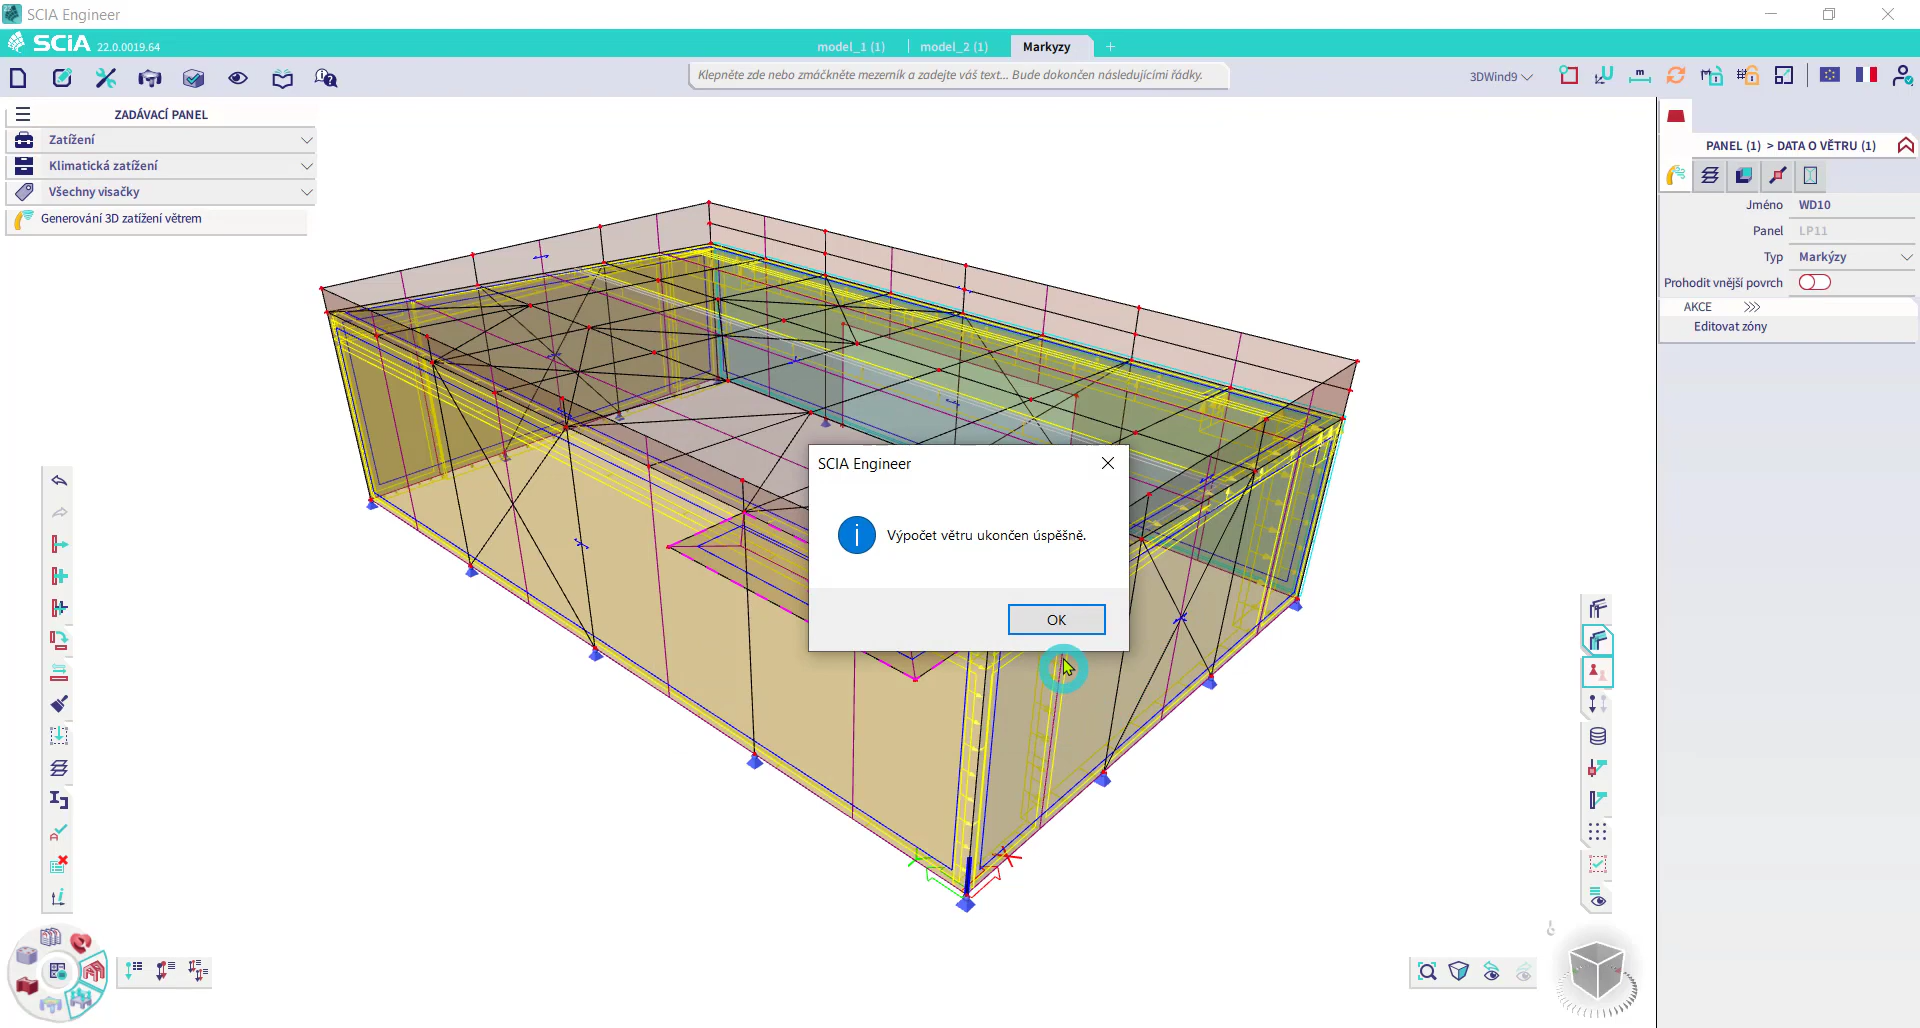 SCIA Engineer
SCiA 22.0.0019.64
model_1 (1)
model_2 (1)
Markyzy
Klepněte zde nebo zmáčkněte mezerník a zadejte váš text... Bude dokončen následujícími řádky.
3DWind9
ZADÁVACÍ PANEL
Zatížení
Klimatická zatížení
Všechny visačky
Generování 3D zatížení větrem
PANEL (1) > DATA O VĚTRU (1)
Jméno WD10
Panel LP11
Typ Markýzy
Prohodit vnější povrch
AKCE >>>
Editovat zóny
SCIA Engineer
Výpočet větru ukončen úspěšně.
OK